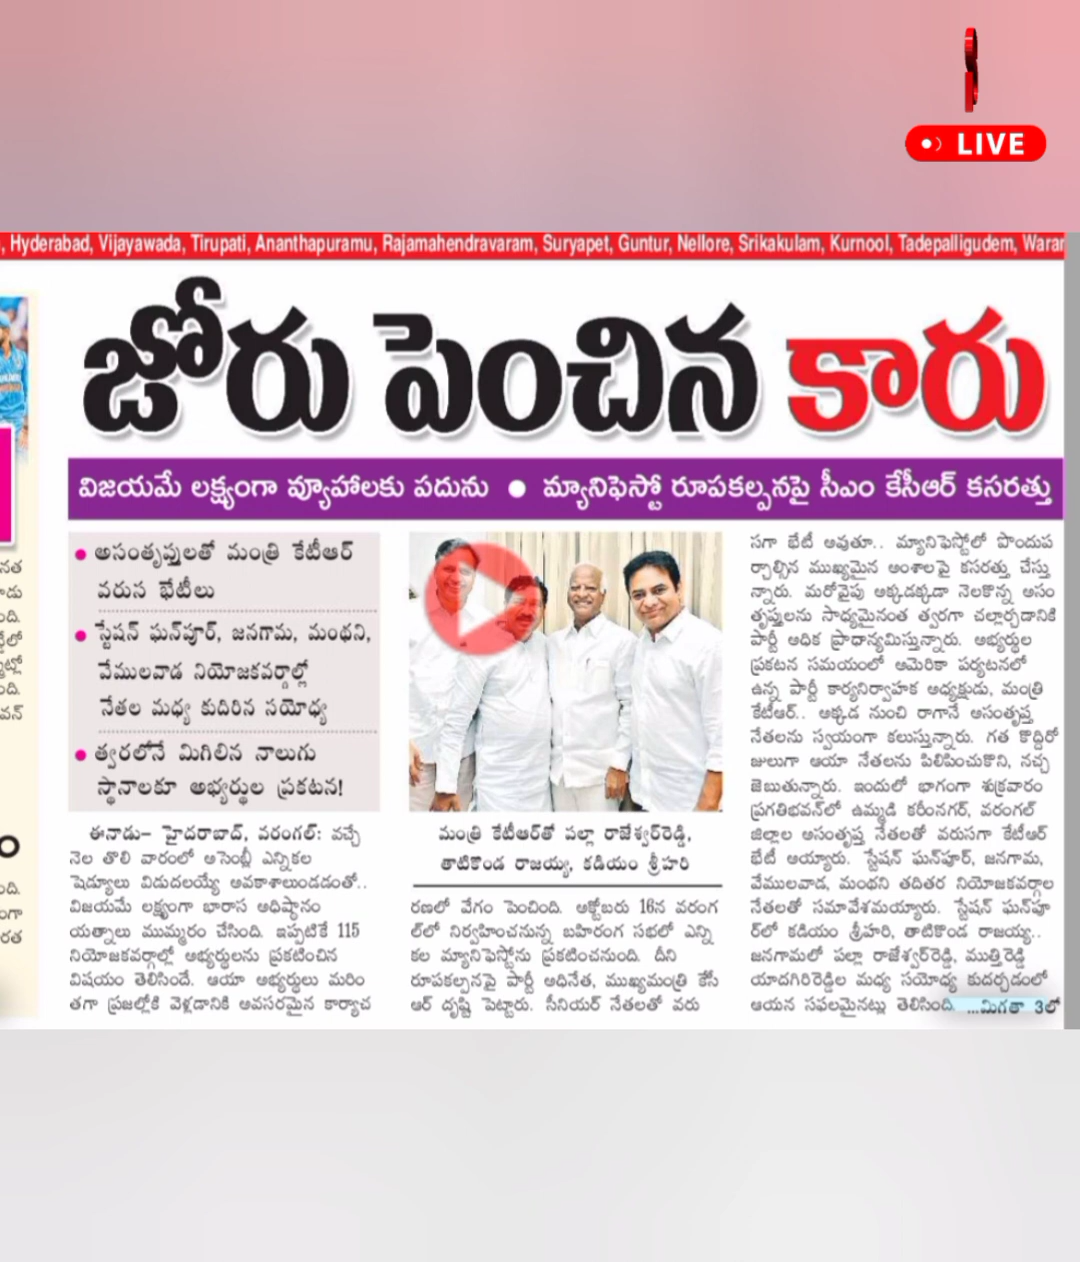 LIVE
, Hyderabad, Vijayawada, Tirupati, Ananthapuramu, Rajamahendravaram, Suryapet, Guntur, Nellore, Srikakulam, Kurnool, Tadepalligudem, Waran
జోరు పెంచిన కారు
విజయమే లక్ష్యంగా వ్యూహాలకు పదును ● మ్యానిఫెస్టో రూపకల్పనపై సీఎం కేసీఆర్ కసరత్తు
● అసంతృప్తులతో మంత్రి కేటీఆర్
వరుస భేటీలు
● స్టేషన్ ఘన్‌పూర్, జనగామ, మంథని,
వేములవాడ నియోజకవర్గాల్లో
నేతల మధ్య కుదిరిన సయోధ్య
● త్వరలోనే మిగిలిన నాలుగు
స్థానాలకూ అభ్యర్థుల ప్రకటన!
ఈనాడు– హైదరాబాద్, వరంగల్: వచ్చే
నెల తొలి వారంలో అసెంబ్లీ ఎన్నికల
షెడ్యూలు విడుదలయ్యే అవకాశాలుండడంతో..
విజయమే లక్ష్యంగా భారాస అధిష్ఠానం
యత్నాలు ముమ్మరం చేసింది. ఇప్పటికే 115
నియోజకవర్గాల్లో అభ్యర్థులను ప్రకటించిన
విషయం తెలిసిందే. ఆయా అభ్యర్థులు మరిం
తగా ప్రజల్లోకి వెళ్లడానికి అవసరమైన కార్యాచ
మంత్రి కేటీఆర్‌తో పల్లా రాజేశ్వర్‌రెడ్డి,
తాటికొండ రాజయ్య, కడియం శ్రీహరి
రణలో వేగం పెంచింది. అక్టోబరు 16న వరంగ
ల్‌లో నిర్వహించనున్న బహిరంగ సభలో ఎన్ని
కల మ్యానిఫెస్టోను ప్రకటించనుంది. దీని
రూపకల్పనపై పార్టీ అధినేత, ముఖ్యమంత్రి కేసీ
ఆర్ దృష్టి పెట్టారు. సీనియర్ నేతలతో వరు
సగా భేటీ అవుతూ.. మ్యానిఫెస్టోలో పొందుప
ర్చాల్సిన ముఖ్యమైన అంశాలపై కసరత్తు చేస్తు
న్నారు. మరోవైపు అక్కడక్కడా నెలకొన్న అసం
తృప్తులను సాధ్యమైనంత త్వరగా చల్లార్చడానికి
పార్టీ అధిక ప్రాధాన్యమిస్తున్నారు. అభ్యర్థుల
ప్రకటన సమయంలో అమెరికా పర్యటనలో
ఉన్న పార్టీ కార్యనిర్వాహక అధ్యక్షుడు, మంత్రి
కేటీఆర్.. అక్కడ నుంచి రాగానే అసంతృప్త
నేతలను స్వయంగా కలుస్తున్నారు. గత కొద్దిరో
జులుగా ఆయా నేతలను పిలిపించుకొని, నచ్చ
జెబుతున్నారు. ఇందులో భాగంగా శుక్రవారం
ప్రగతిభవన్‌లో ఉమ్మడి కరీంనగర్, వరంగల్
జిల్లాల అసంతృప్త నేతలతో వరుసగా కేటీఆర్
భేటీ అయ్యారు. స్టేషన్ ఘన్‌పూర్, జనగామ,
వేములవాడ, మంథని తదితర నియోజకవర్గాల
నేతలతో సమావేశమయ్యారు. స్టేషన్ ఘన్‌పూ
ర్‌లో కడియం శ్రీహరి, తాటికొండ రాజయ్య..
జనగామలో పల్లా రాజేశ్వర్‌రెడ్డి, ముత్తిరెడ్డి
యాదగిరిరెడ్డిల మధ్య సయోధ్య కుదర్చడంలో
ఆయన సఫలమైనట్లు తెలిసింది. ...మిగతా 3లో